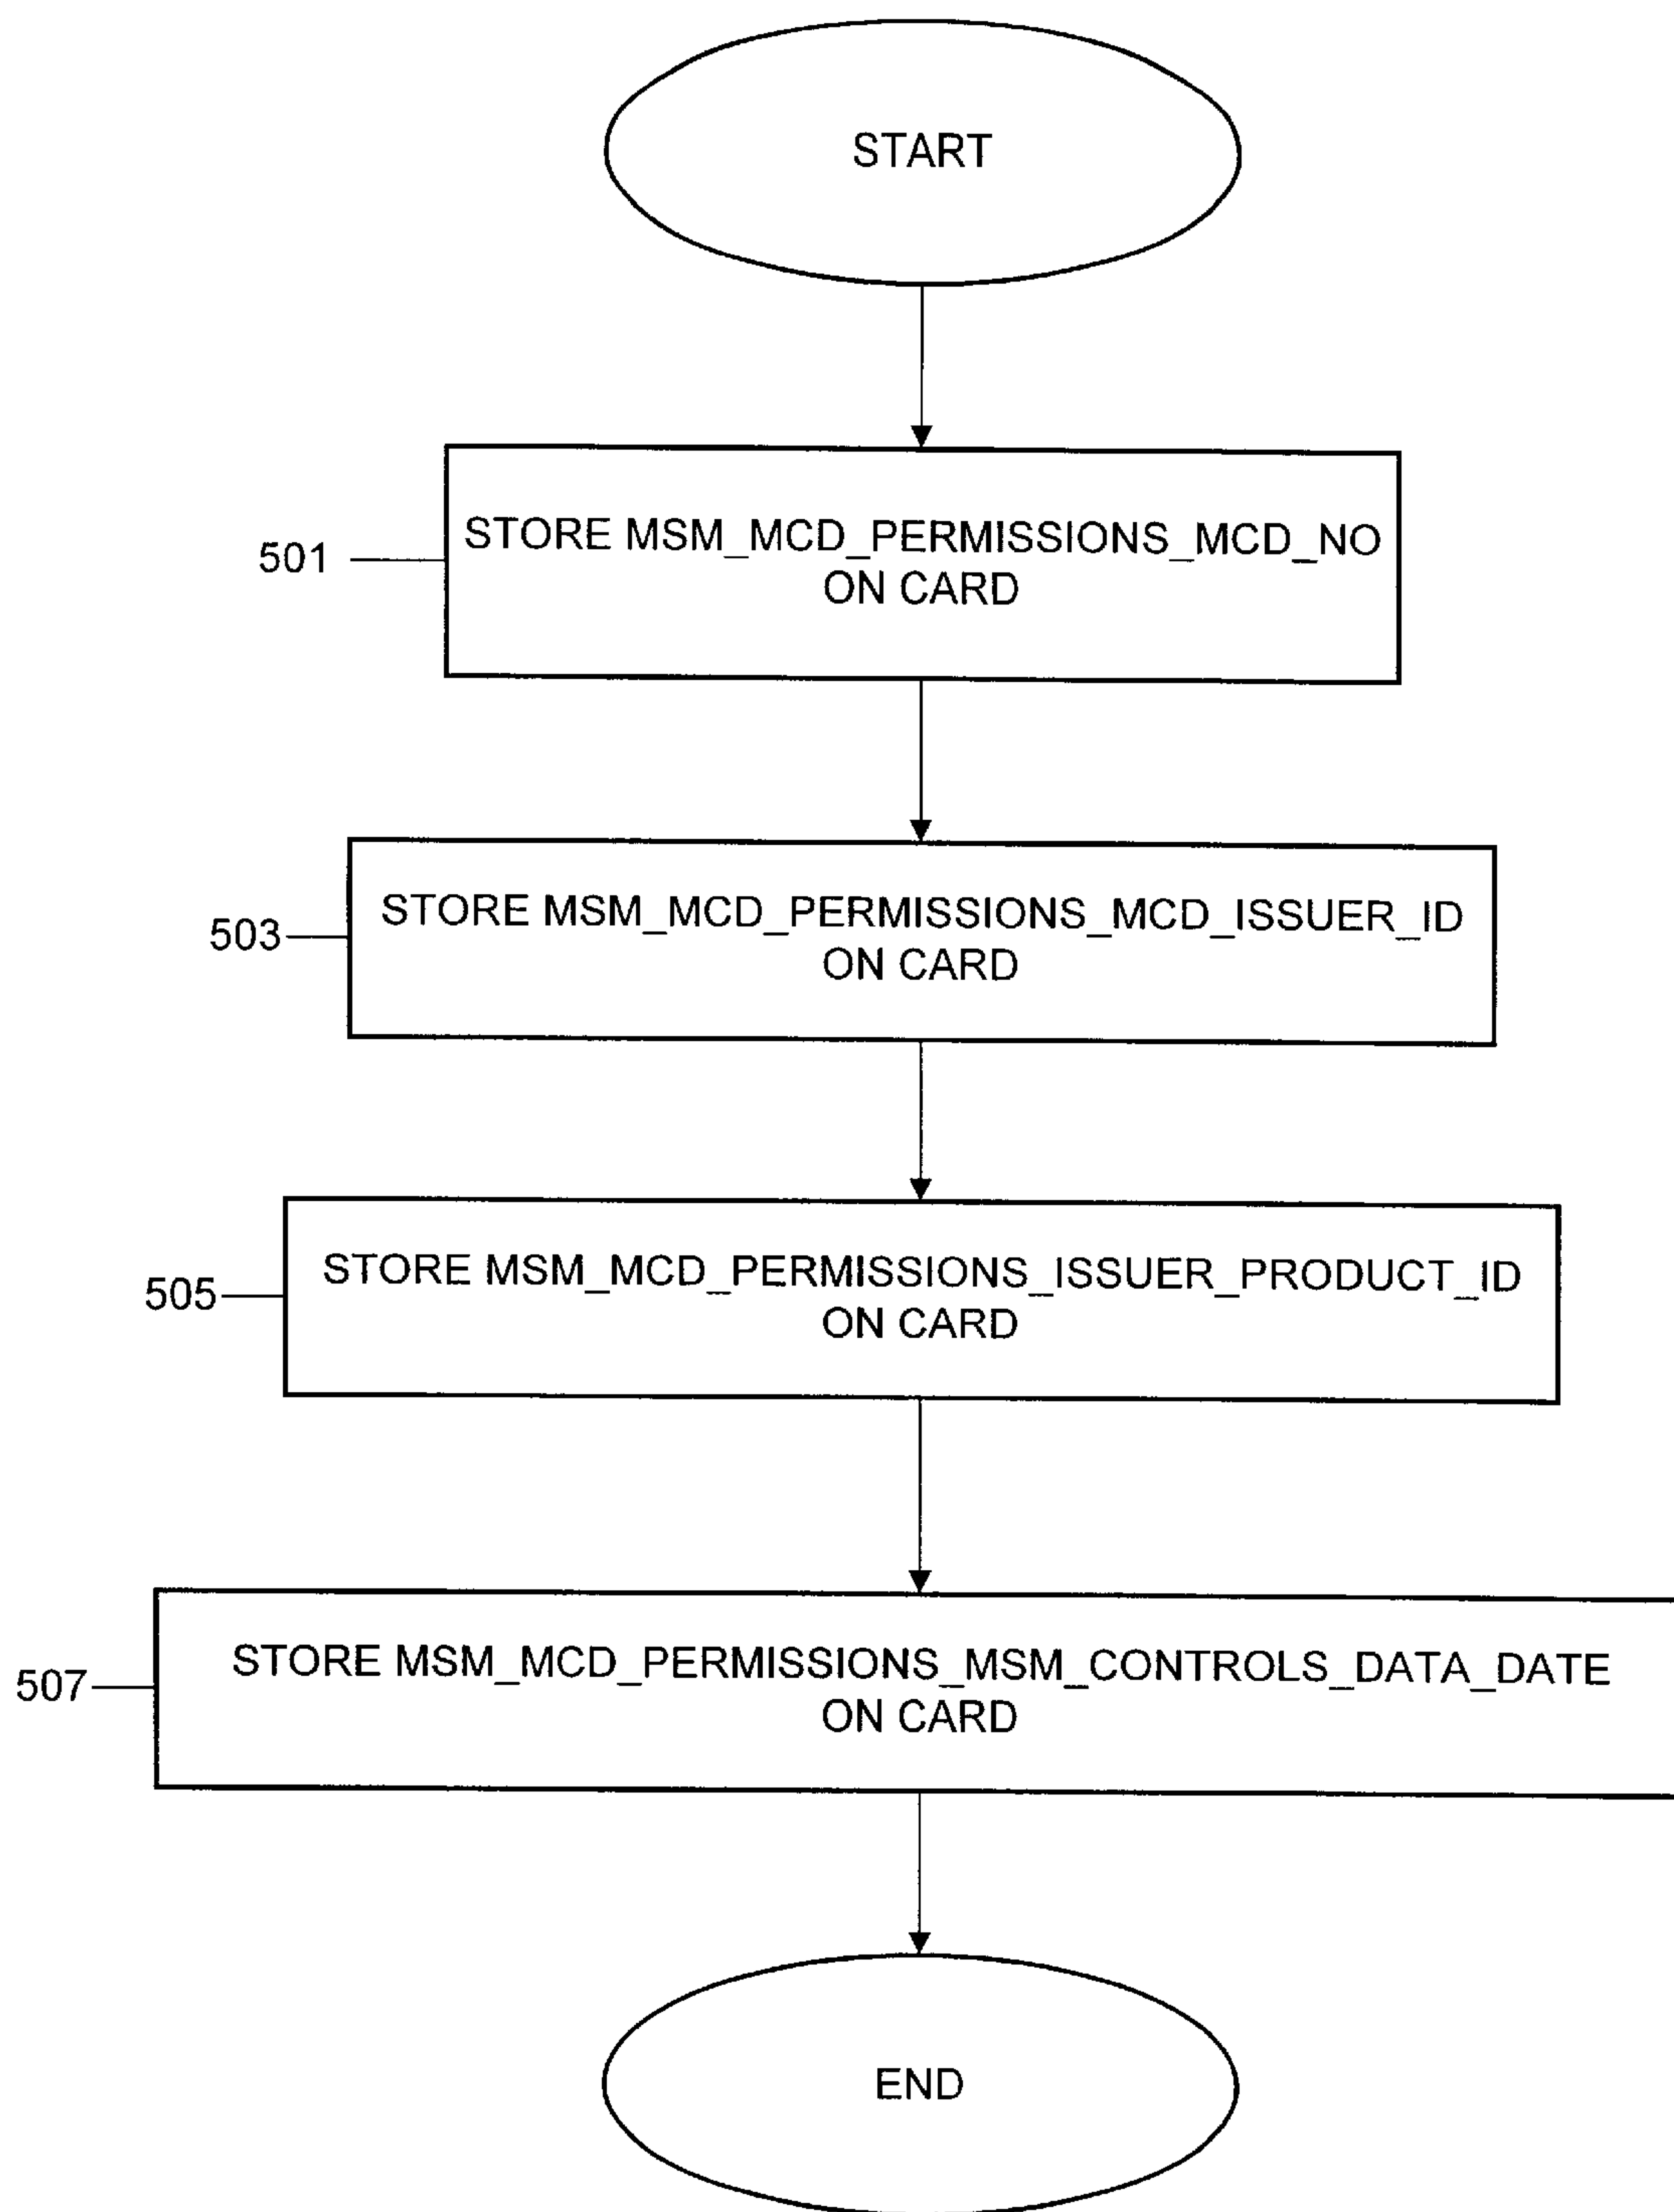 START
501
STORE MSM_MCD_PERMISSIONS_MCD_NO
ON CARD
503
STORE MSM_MCD_PERMISSIONS_MCD_ISSUER_ID
ON CARD
505
STORE MSM_MCD_PERMISSIONS_ISSUER_PRODUCT_ID
ON CARD
507
STORE MSM_MCD_PERMISSIONS_MSM_CONTROLS_DATA_DATE
ON CARD
END